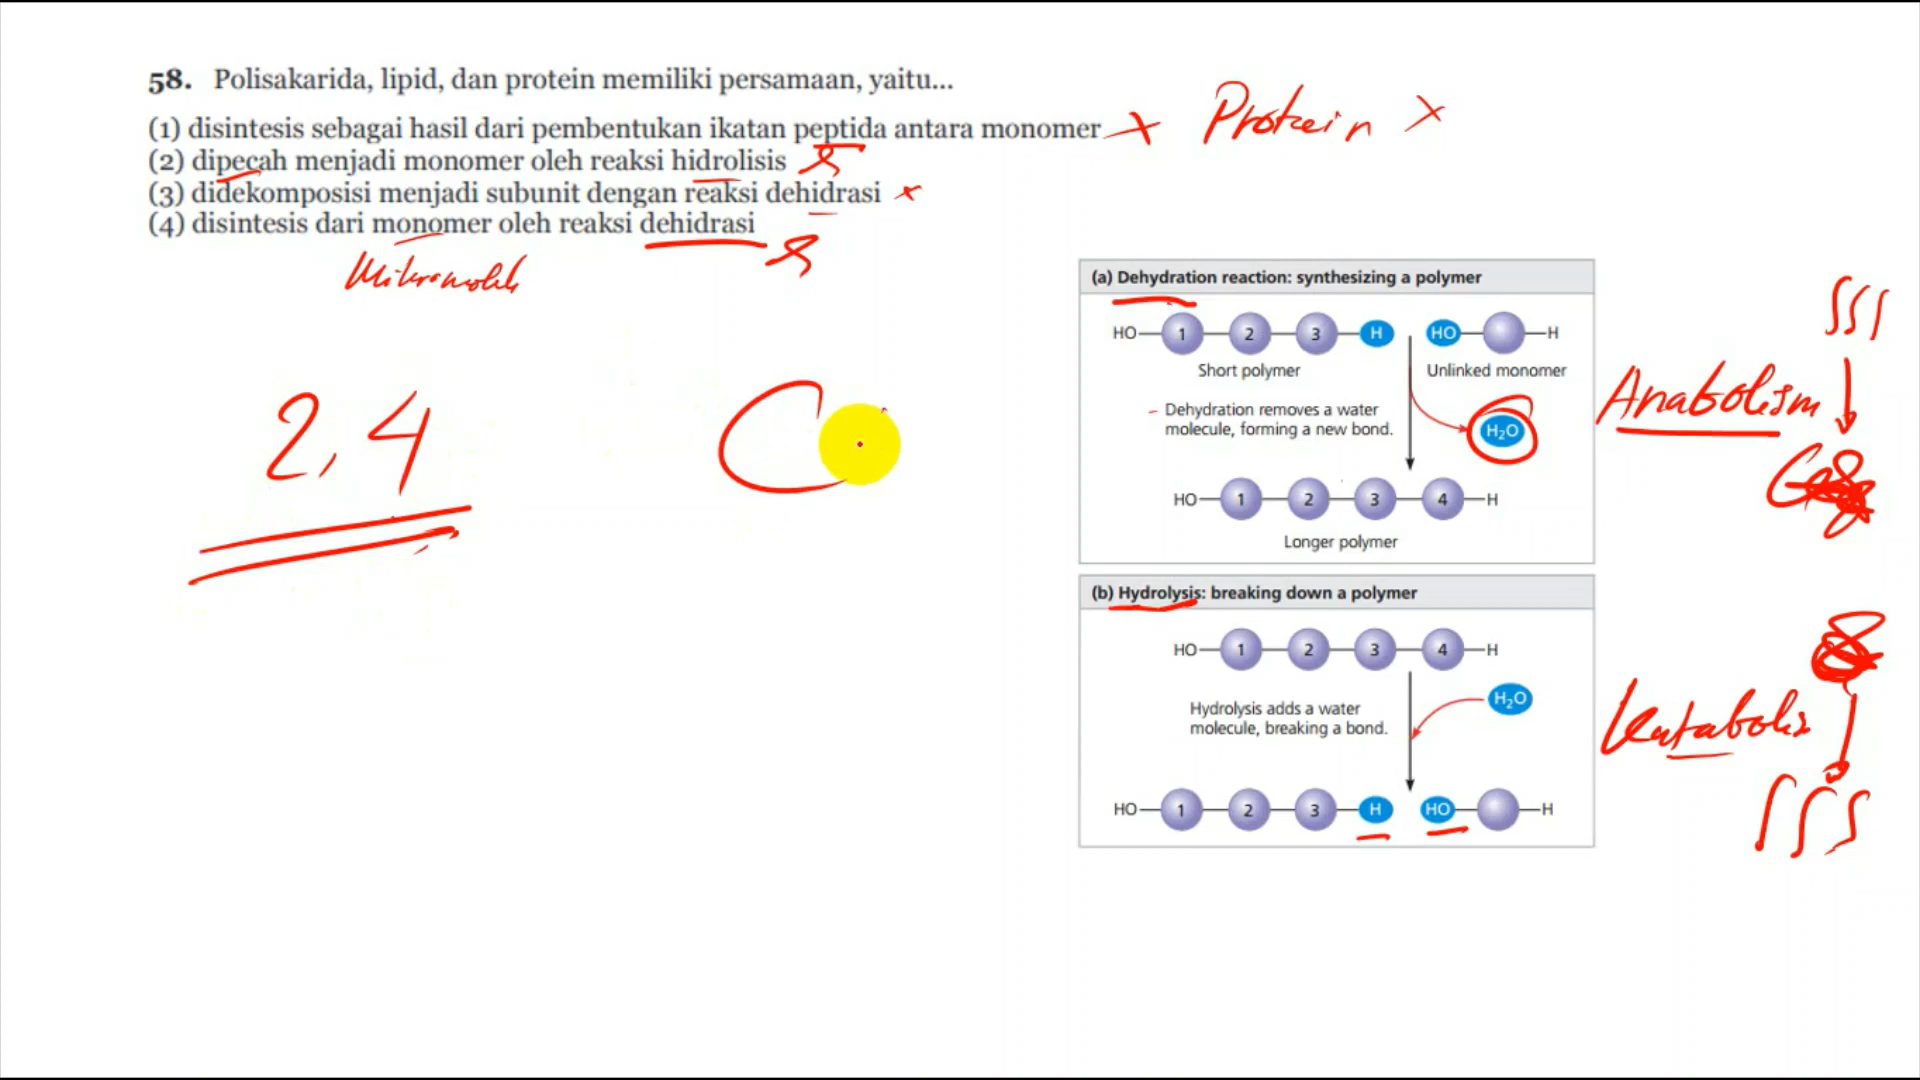 58. Polisakarida, lipid, dan protein memiliki persamaan, yaitu...
(1) disintesis sebagai hasil dari pembentukan ikatan peptida antara monomer
Protein X
(2) dipecah menjadi monomer oleh reaksi hidrolisis
(3) didekomposisi menjadi subunit dengan reaksi dehidrasi
(4) disintesis dari monomer oleh reaksi dehidrasi
2, 4
C
(a) Dehydration reaction: synthesizing a polymer
HO 1 2 3 H HO H
Short polymer Unlinked monomer
Dehydration removes a water
molecule, forming a new bond.
H₂O
HO 1 2 3 4 H
Longer polymer
Anabolism
(b) Hydrolysis: breaking down a polymer
HO 1 2 3 4 H
Hydrolysis adds a water
molecule, breaking a bond.
H₂O
HO 1 2 3 H HO H